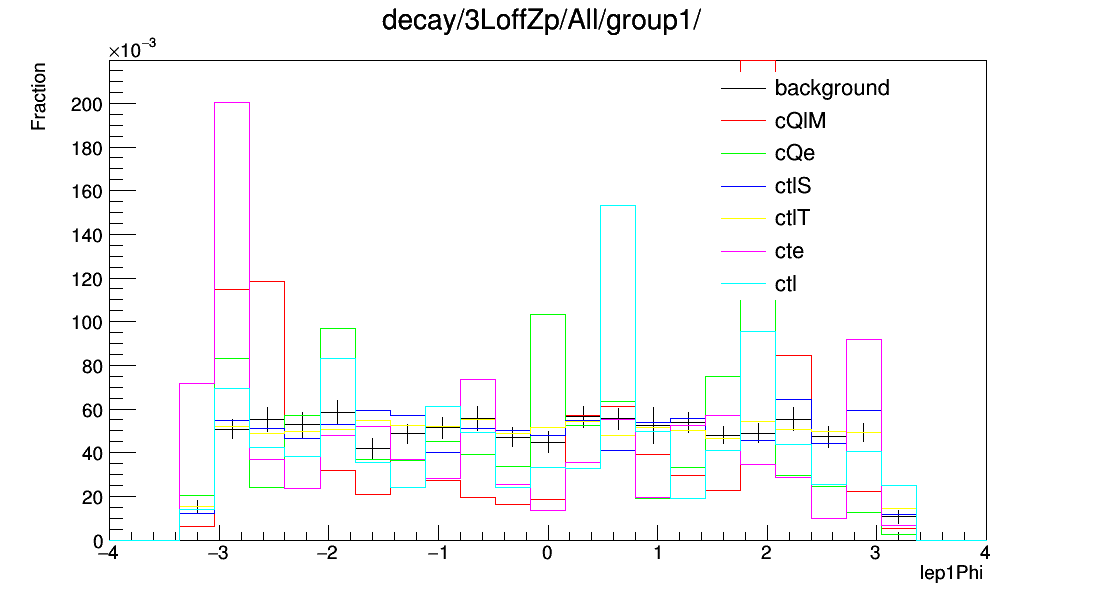 decay/3LoffZp/All/group1/
×10⁻³
Fraction
200
180
160
140
120
100
80
60
40
20
0
background
cQlM
cQe
ctlS
ctlT
cte
ctl
−4 −3 −2 −1 0 1 2 3 4
lep1Phi